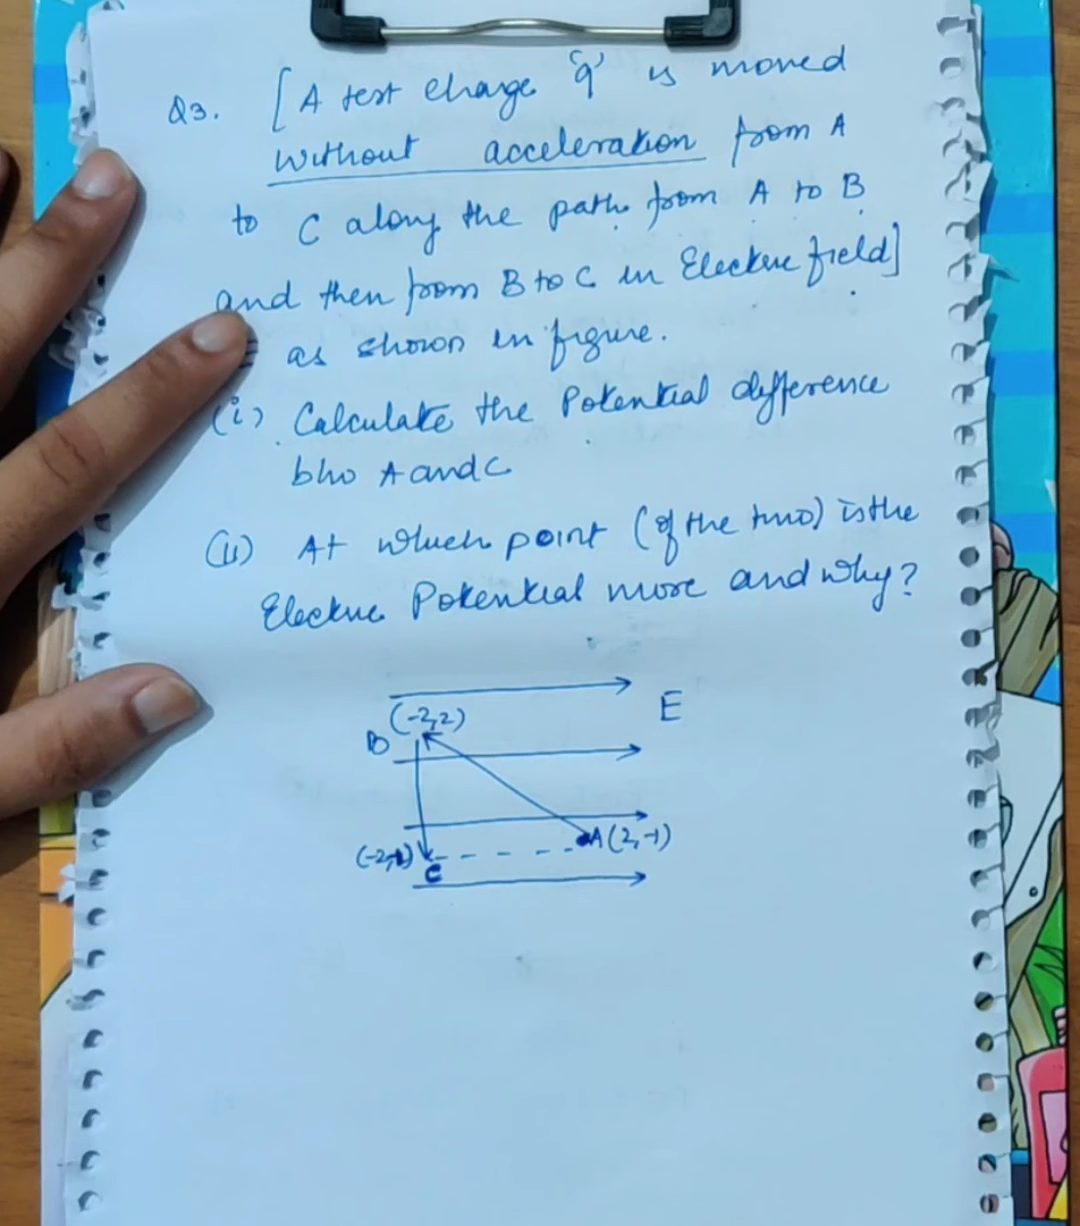 Q3. [A test charge 'q' is moved
without acceleration from A
to C along the path from A to B
and then from B to C in Electric field]
as shown in figure.
(i) Calculate the Potential difference
b/w A and C
(ii) At which point (of the two) is the
Electric Potential more and why?
E
(-2,2)
B
A (2,-1)
(-2,-1)
C